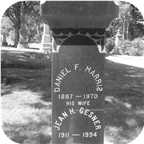 DANIEL F. HARRIS
1887 – 1970
HIS WIFE
JEAN H. GESNER
1911 – 1994